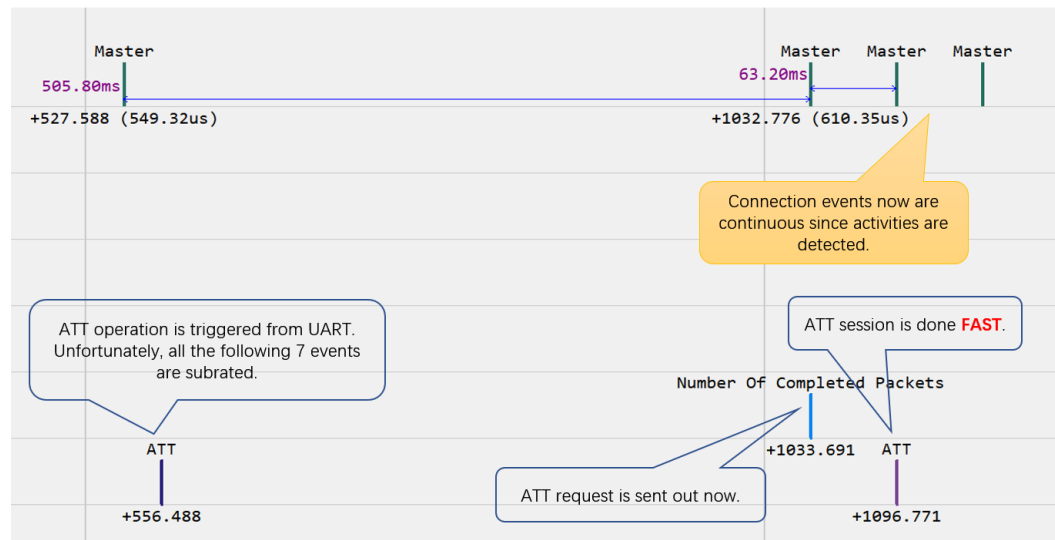 Master
Master
Master
Master
505.80ms
63.20ms
+527.588 (549.32us)
+1032.776 (610.35us)
Connection events now are
continuous since activities are
detected.
ATT operation is triggered from UART.
Unfortunately, all the following 7 events
are subrated.
ATT session is done FAST.
Number Of Completed Packets
ATT
+1033.691
ATT
ATT request is sent out now.
+556.488
+1096.771